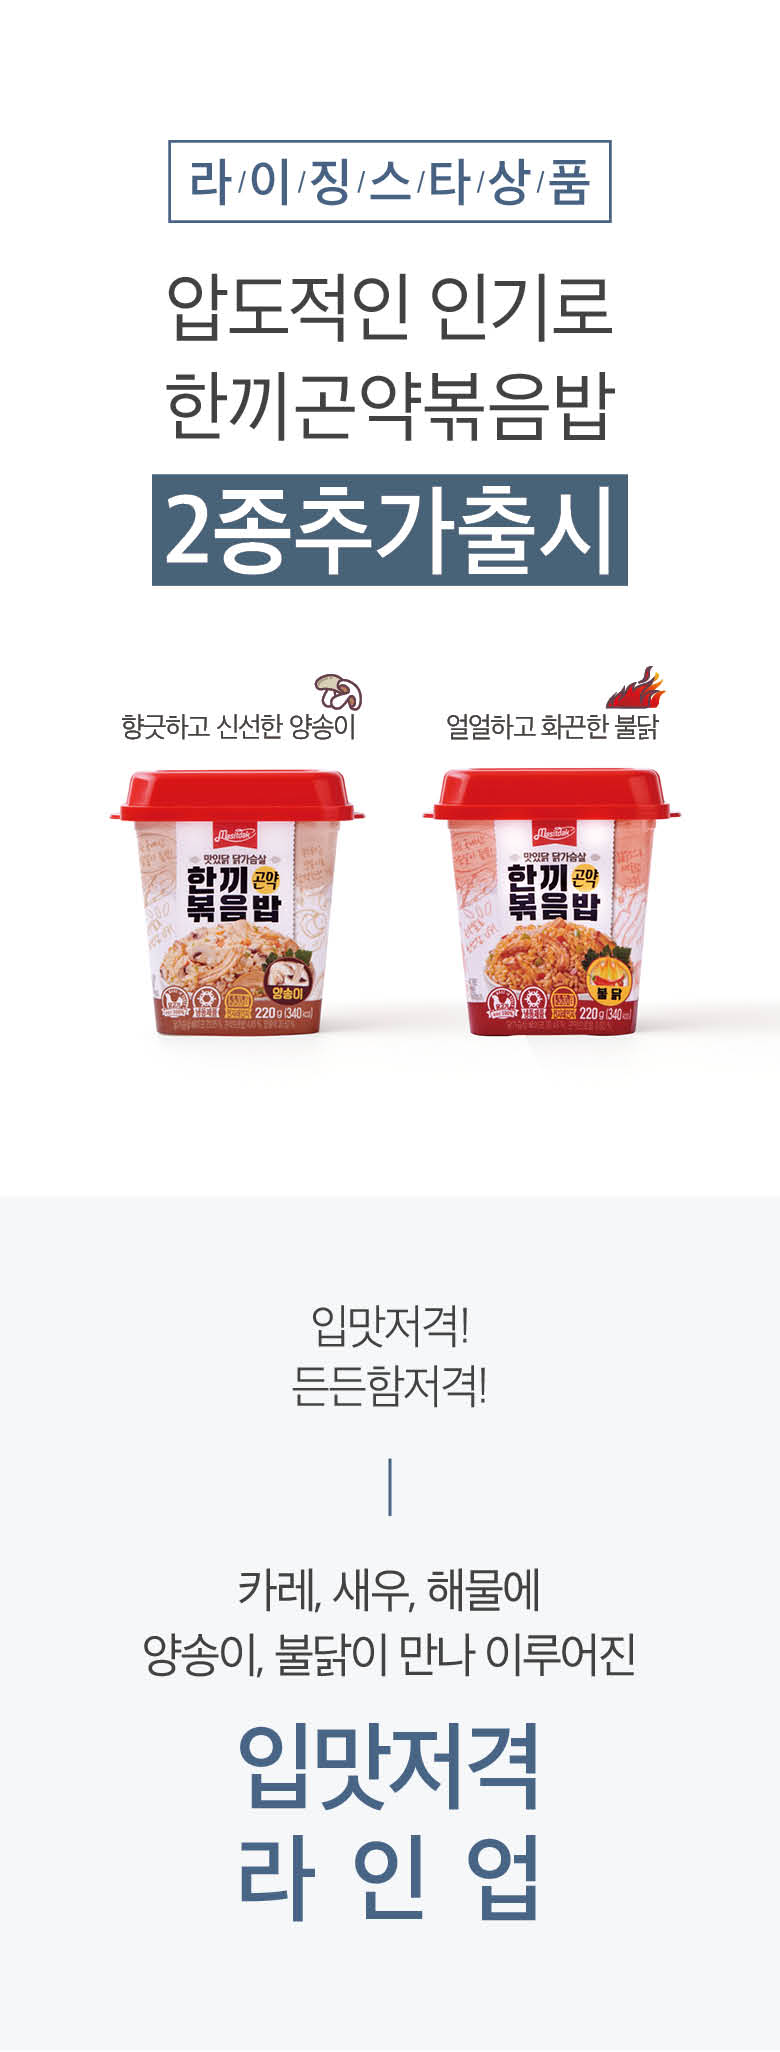 라/이/징/스/타/상/품
압도적인 인기로
한끼곤약볶음밥
2종추가출시
향긋하고 신선한 양송이
얼얼하고 화끈한 불닭
Masitdak
맛있닭 닭가슴살
한끼 곤약
볶음밥
양송이
220g (340 kcal)
Masitdak
맛있닭 닭가슴살
한끼 곤약
볶음밥
불닭
220g (340 kcal)
입맛저격!
든든함저격!
카레, 새우, 해물에
양송이, 불닭이 만나 이루어진
입맛저격
라인업